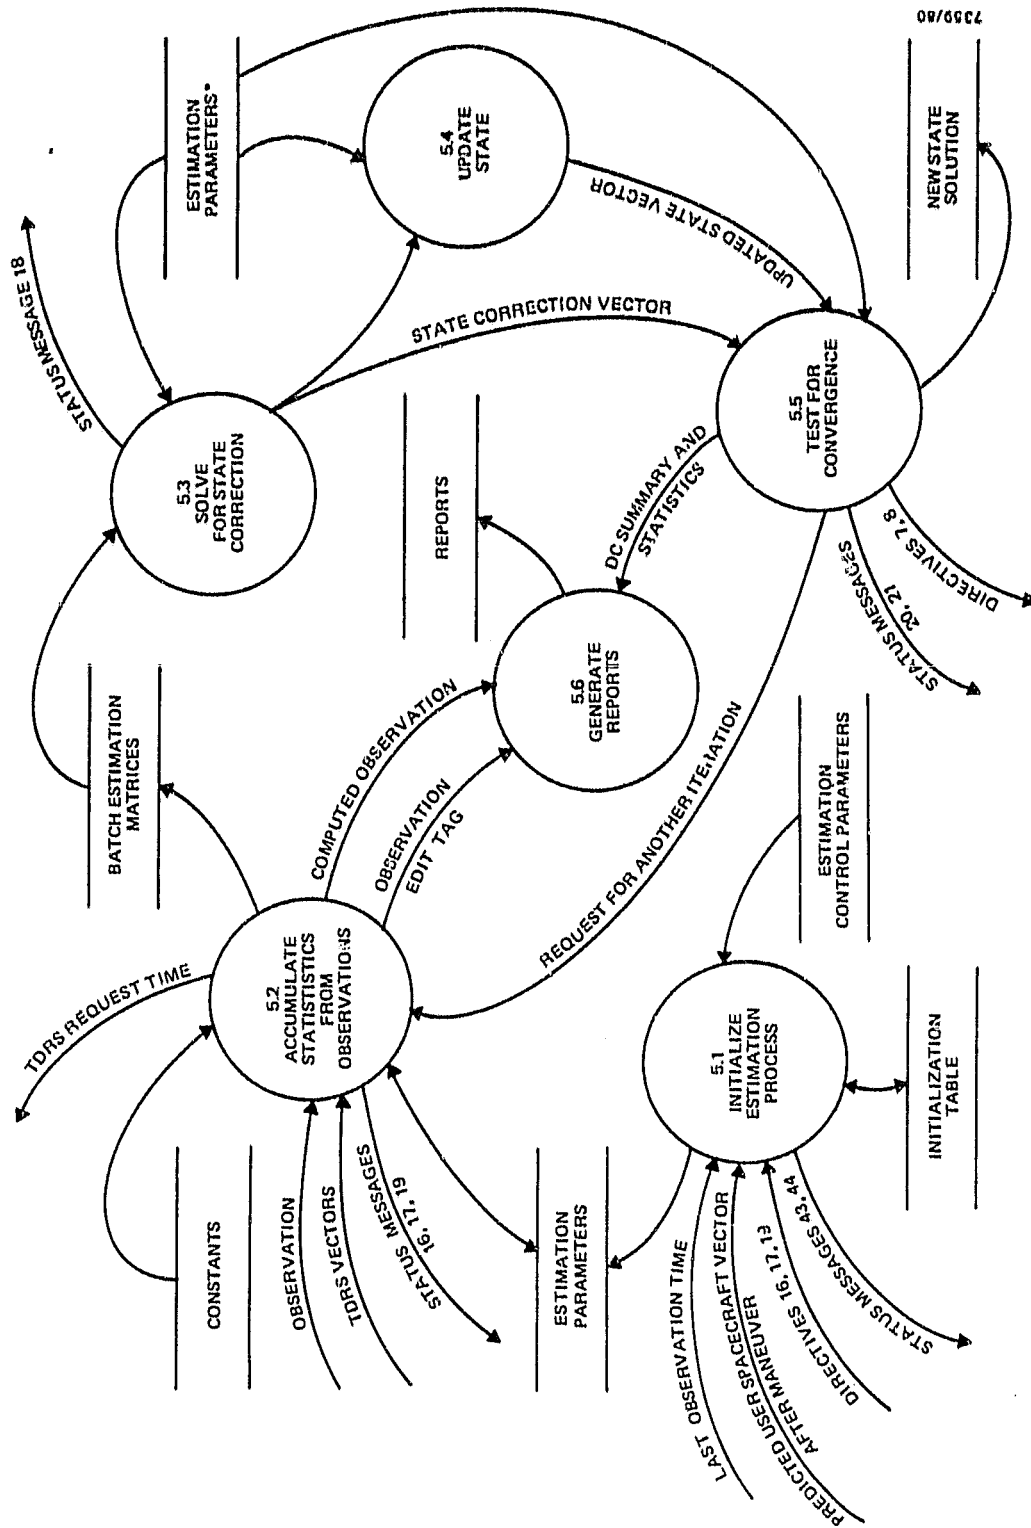 CONSTANTS
OBSERVATION
TDRS VECTORS
STATUS MESSAGES
16, 17, 19
TDRS REQUEST TIME
5.2
ACCUMULATE
STATISTISTICS
FROM
OBSERVATIONS
BATCH ESTIMATION
MATRICES
5.3
SOLVE
FOR STATE
CORRECTION
STATUS MESSAGE 18
ESTIMATION
PARAMETERS*
5.4
UPDATE
STATE
UPDATED STATE VECTOR
STATE CORRECTION VECTOR
COMPUTED OBSERVATION
OBSERVATION
EDIT TAG
REPORTS
5.6
GENERATE
REPORTS
DC SUMMARY AND
STATISTICS
5.5
TEST FOR
CONVERGENCE
NEW STATE
SOLUTION
REQUEST FOR ANOTHER ITERATION
STATUS MESSAGES
20, 21
DIRECTIVES 7, 8
ESTIMATION
PARAMETERS
LAST OBSERVATION TIME
PREDICTED USER SPACECRAFT VECTOR
AFTER MANEUVER
DIRECTIVES 16, 17,
STATUS MESSAGES 43, 44
5.1
INITIALIZE
ESTIMATION
PROCESS
ESTIMATION
CONTROL PARAMETERS
INITIALIZATION
TABLE
7359/80